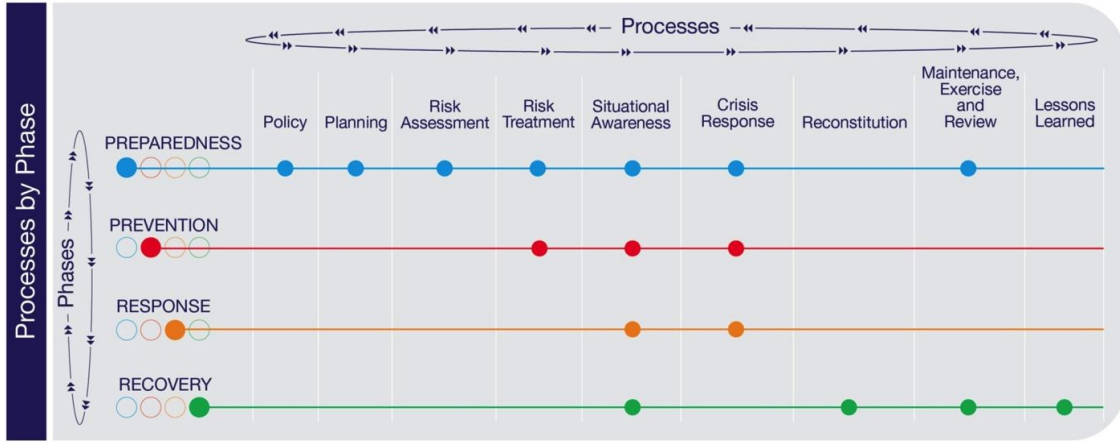 Processes by Phase
Processes
Phases
Policy
Planning
Risk
Assessment
Risk
Treatment
Situational
Awareness
Crisis
Response
Reconstitution
Maintenance,
Exercise
and
Review
Lessons
Learned
PREPAREDNESS
PREVENTION
RESPONSE
RECOVERY